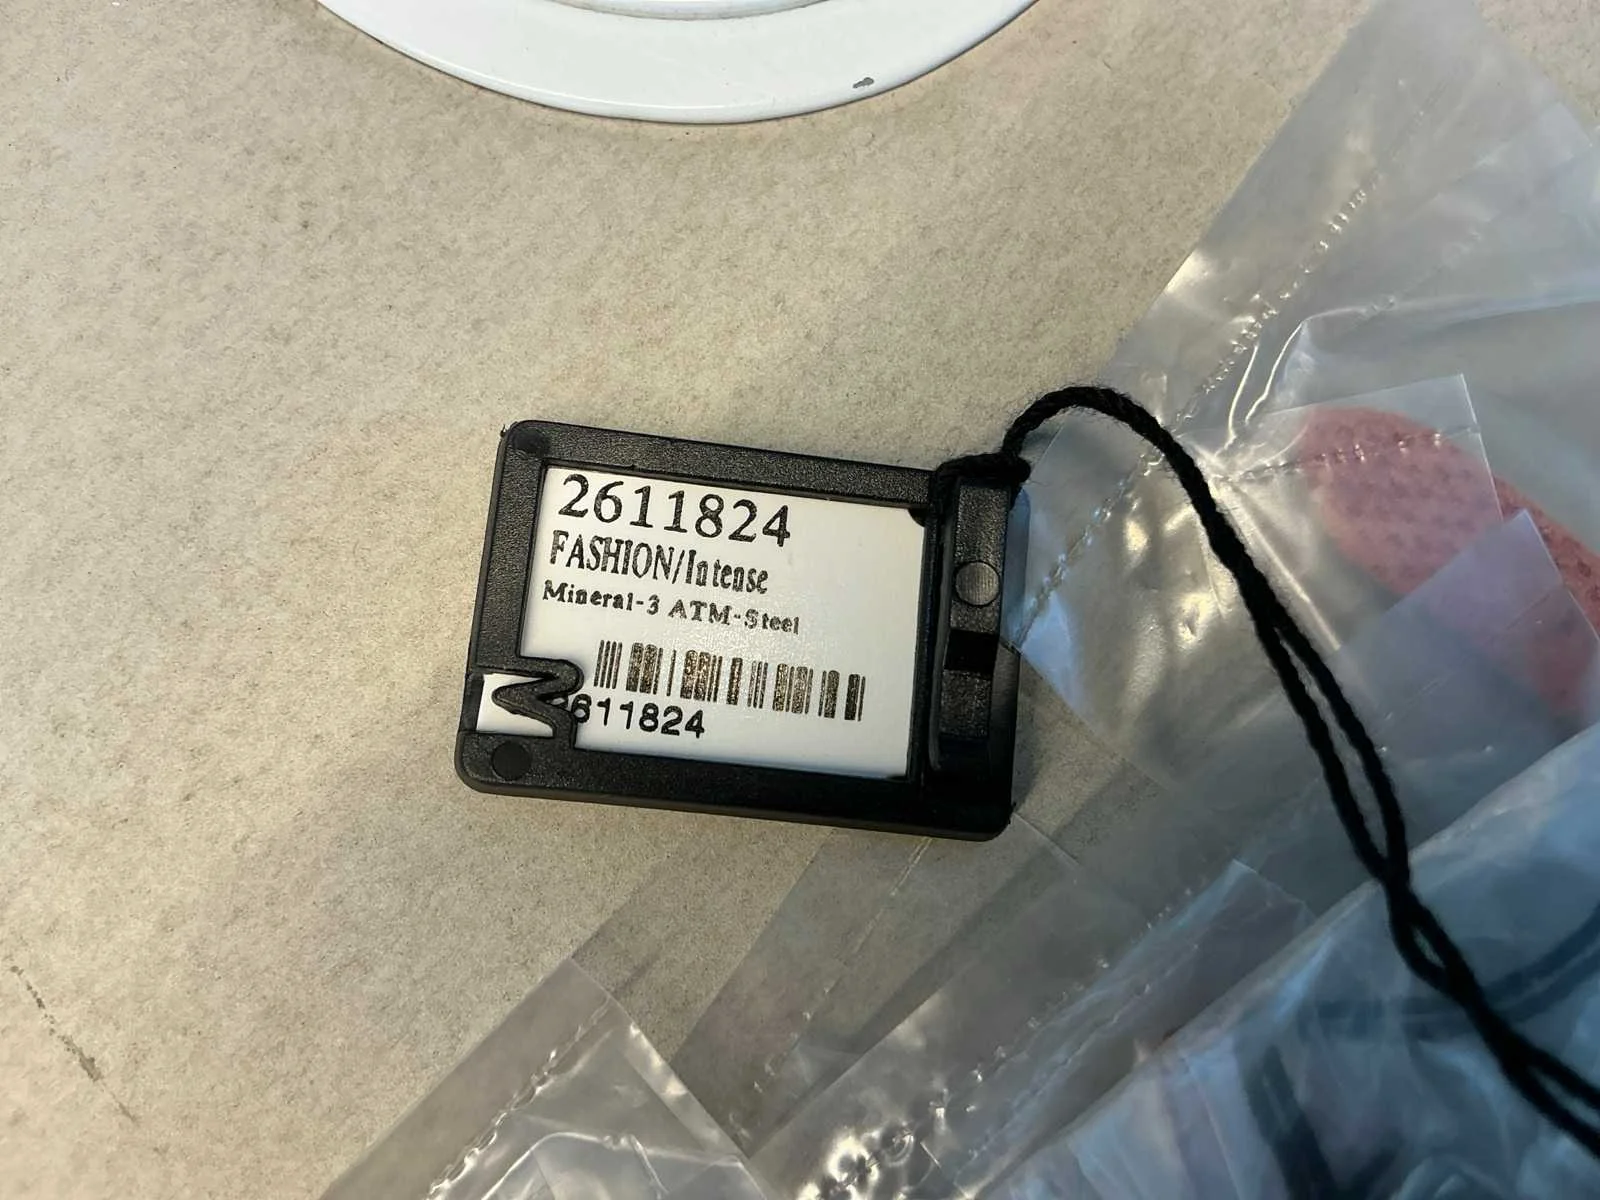 2611824
FASHION/Intense
Mineral-3 ATM-Steel
2611824